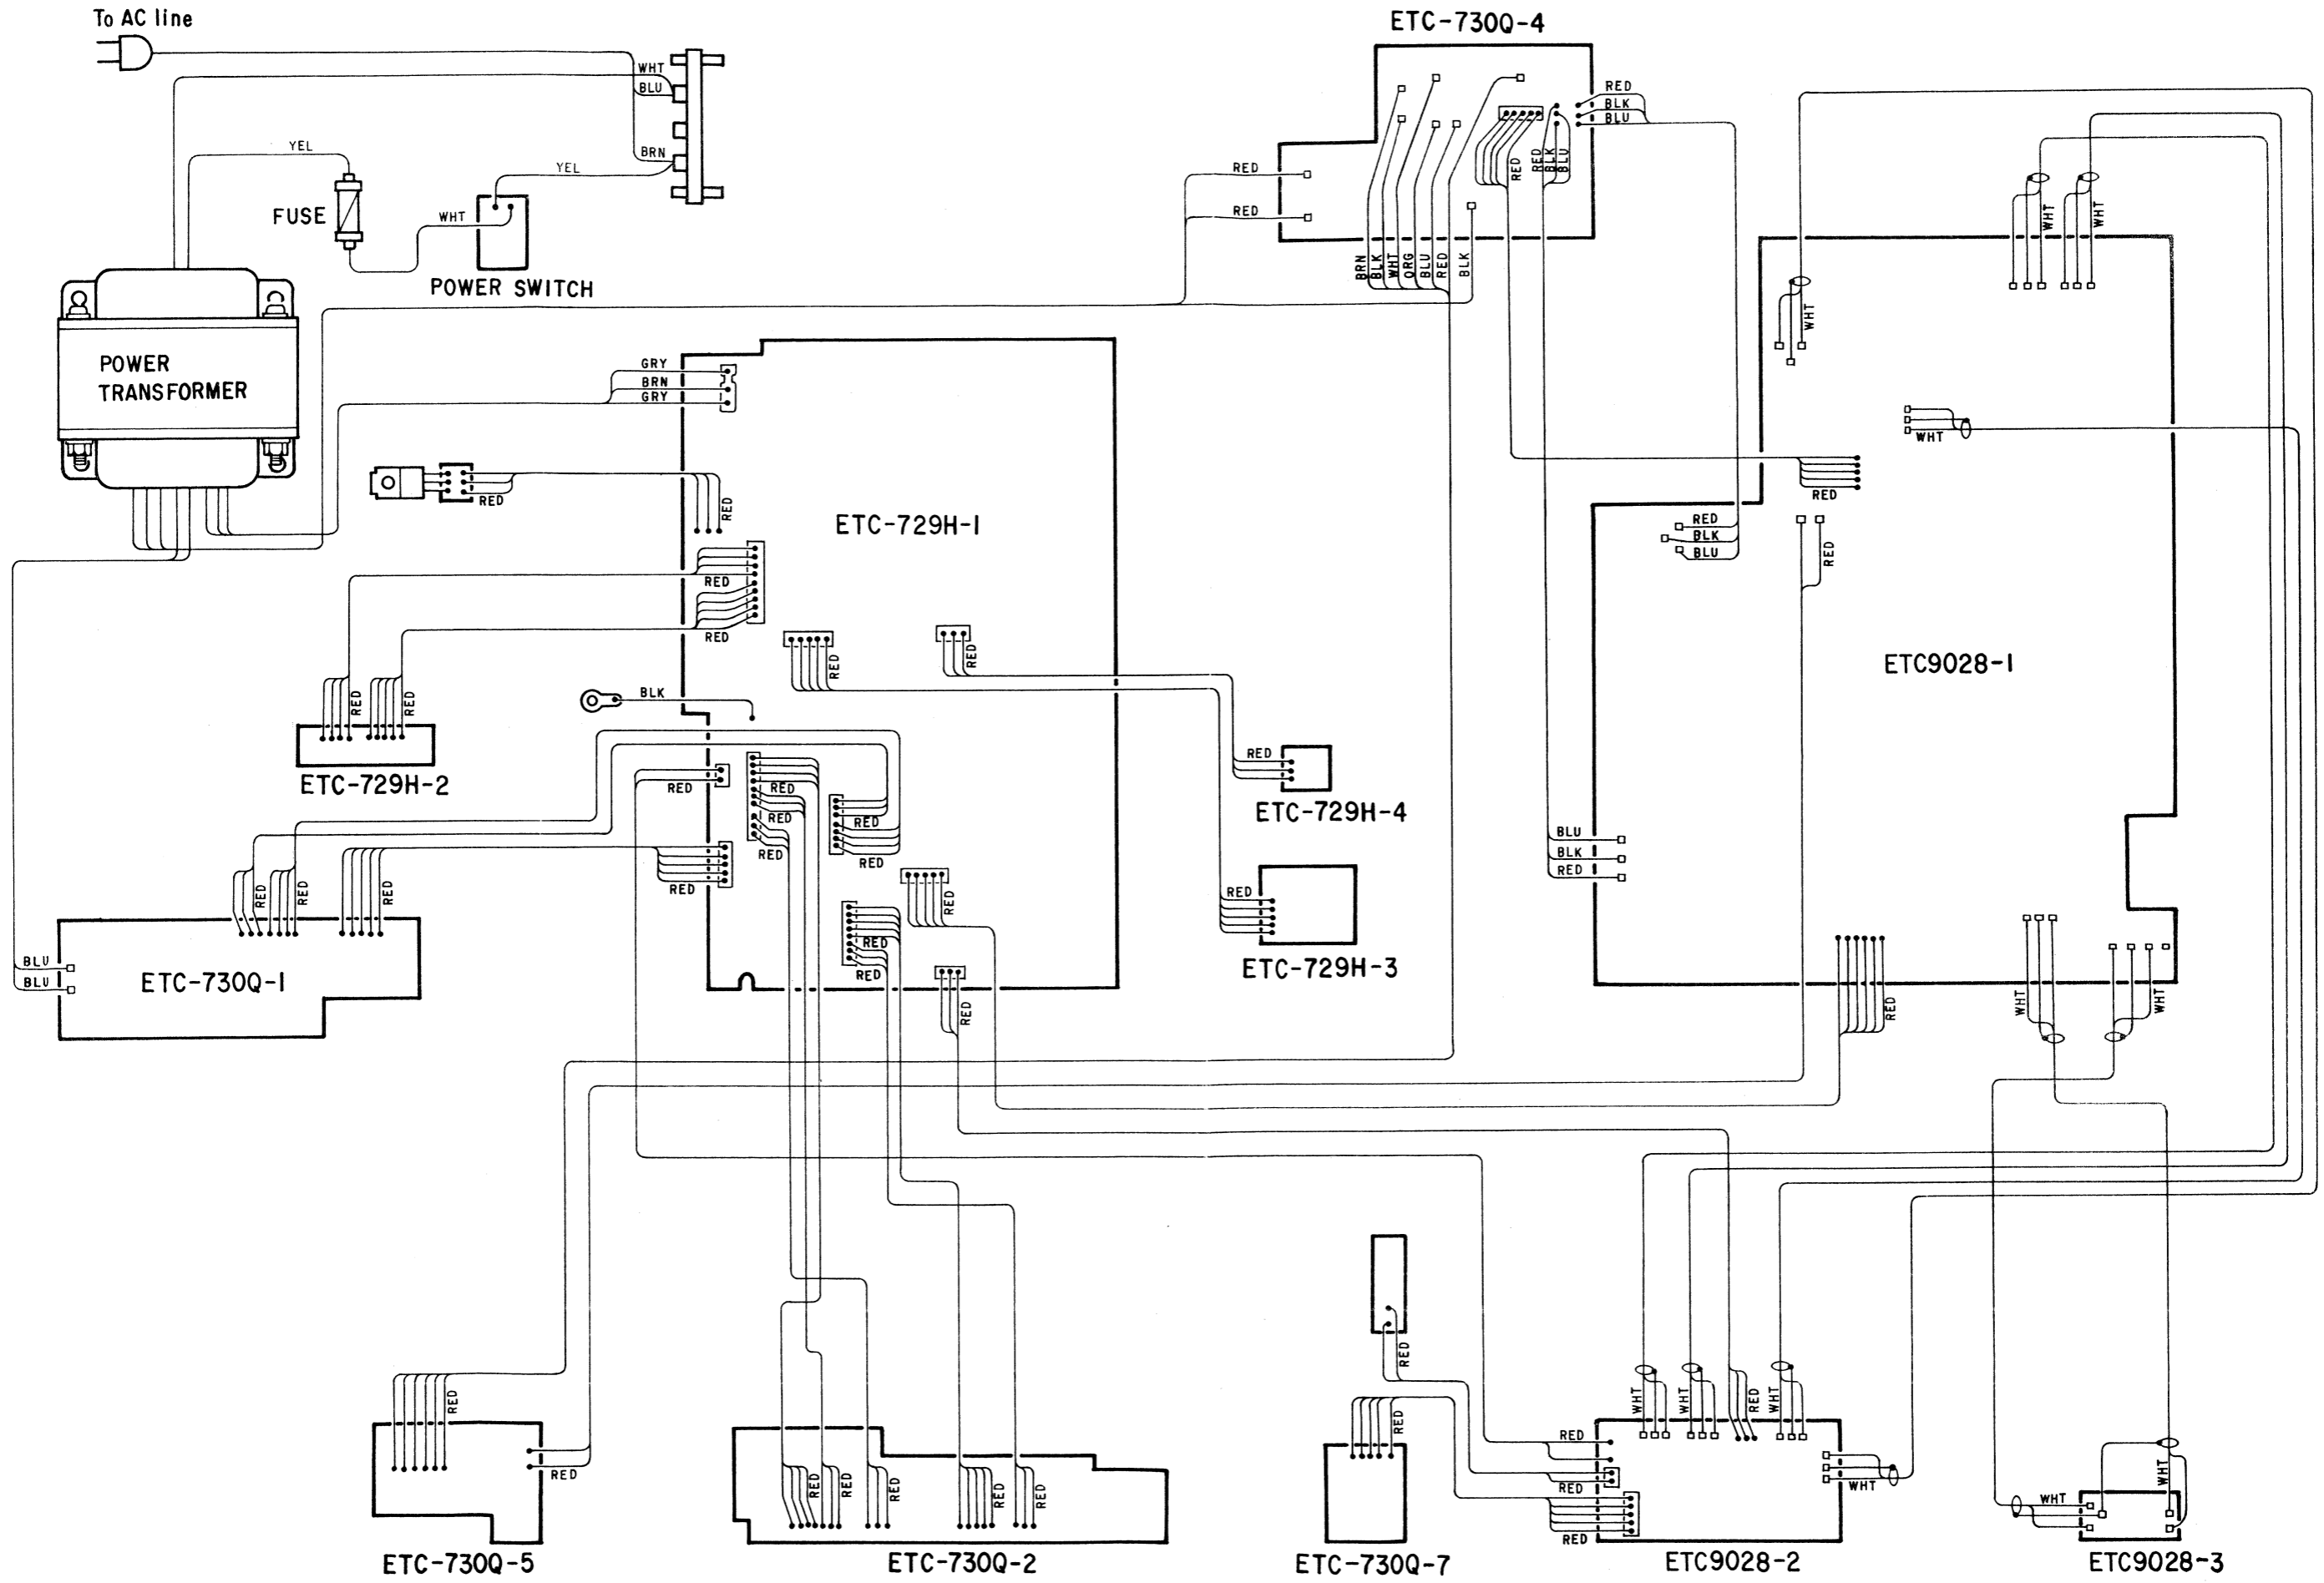 To AC line
ETC-730Q-4
WHT
BLU
YEL
YEL
BRN
FUSE
WHT
POWER SWITCH
RED
BLK
BLU
RED
RED
BLK
BLU
RED
RED
BRN
BLK
WHT
ORG
BLU
RED
BLK
WHT
WHT
WHT
WHT
RED
POWER
TRANSFORMER
GRY
BRN
GRY
RED
RED
ETC-729H-1
RED
RED
RED
RED
RED
BLK
RED
RED
ETC-729H-2
RED
BLK
BLU
RED
ETC9028-1
RED
ETC-729H-4
RED
ETC-729H-3
BLU
BLK
RED
RED
RED
RED
RED
RED
RED
RED
RED
RED
RED
RED
RED
RED
BLU
BLU
ETC-730Q-1
WHT
WHT
RED
RED
RED
ETC-730Q-5
RED
RED
RED
RED
RED
ETC-730Q-2
RED
RED
ETC-730Q-7
WHT
WHT
RED
WHT
RED
RED
RED
WHT
ETC9028-2
WHT
WHT
ETC9028-3